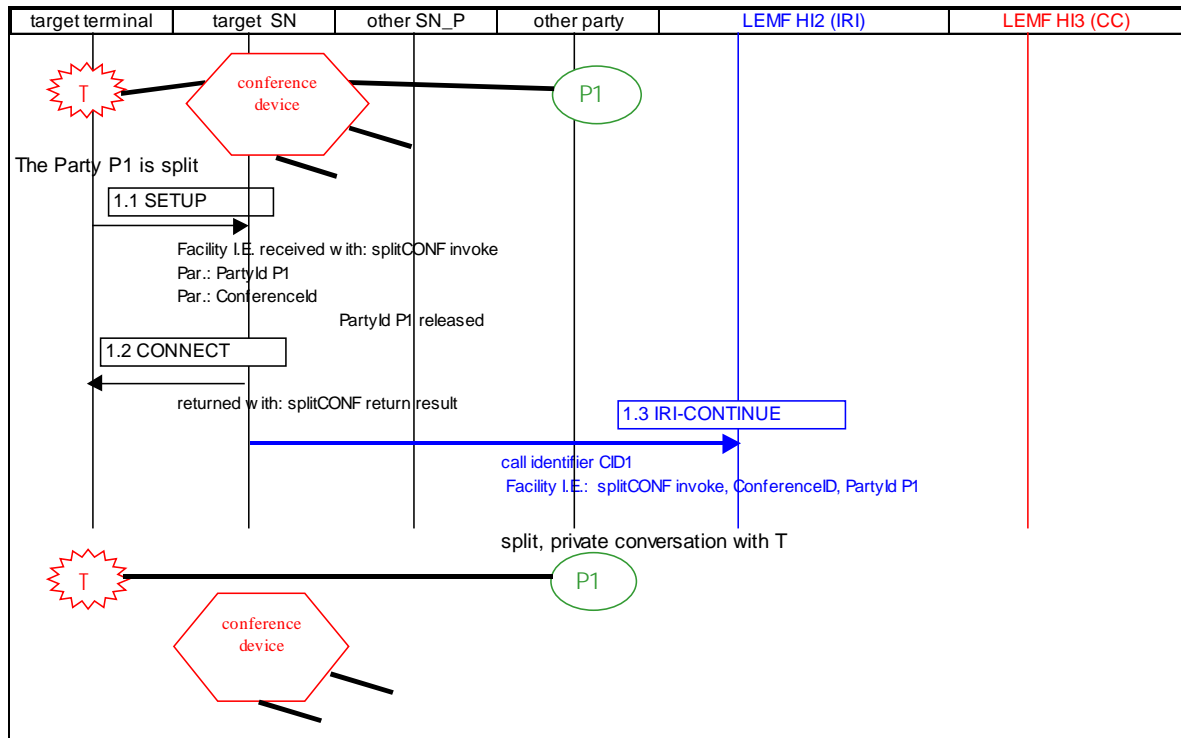 target terminal target SN other SN_P other party LEMF HI2 (IRI) LEMF HI3 (CC)
T
conference
device
P1
The Party P1 is split
1.1 SETUP
Facility I.E. received with: splitCONF invoke
Par.: PartyId P1
Par.: ConferenceId
PartyId P1 released
1.2 CONNECT
returned with: splitCONF return result
1.3 IRI-CONTINUE
call identifier CID1
Facility I.E.: splitCONF invoke, ConferenceID, PartyId P1
split, private conversation with T
T
P1
conference
device